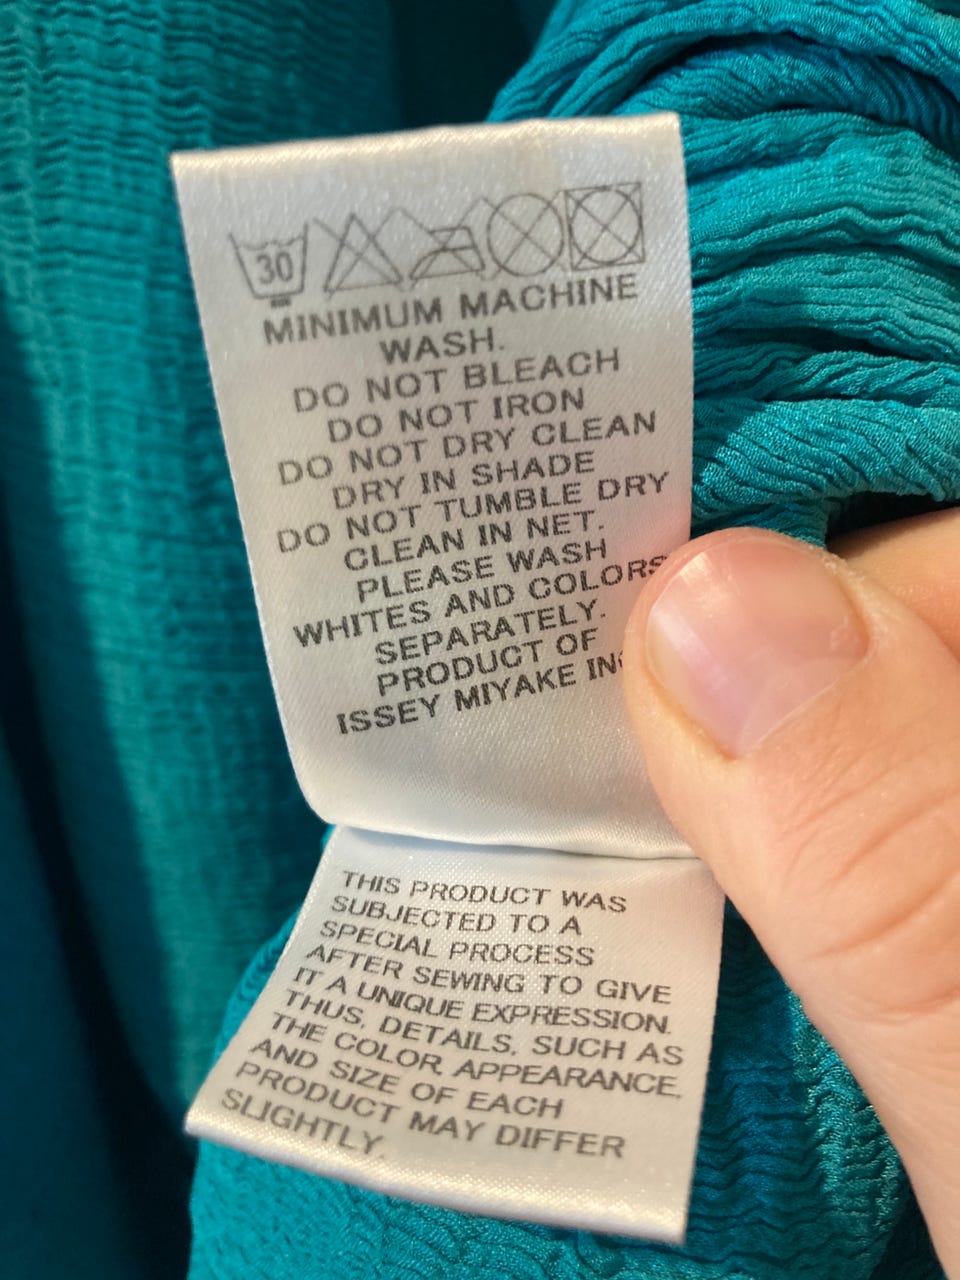 30
MINIMUM MACHINE
WASH.
DO NOT BLEACH
DO NOT IRON
DO NOT DRY CLEAN
DRY IN SHADE
DO NOT TUMBLE DRY
CLEAN IN NET.
PLEASE WASH
WHITES AND COLORS
SEPARATELY.
PRODUCT OF
ISSEY MIYAKE
THIS PRODUCT WAS
SUBJECTED TO A
SPECIAL PROCESS
AFTER SEWING TO GIVE
IT A UNIQUE EXPRESSION.
THUS, DETAILS, SUCH AS
THE COLOR, APPEARANCE,
AND SIZE OF EACH
PRODUCT MAY DIFFER
SLIGHTLY.